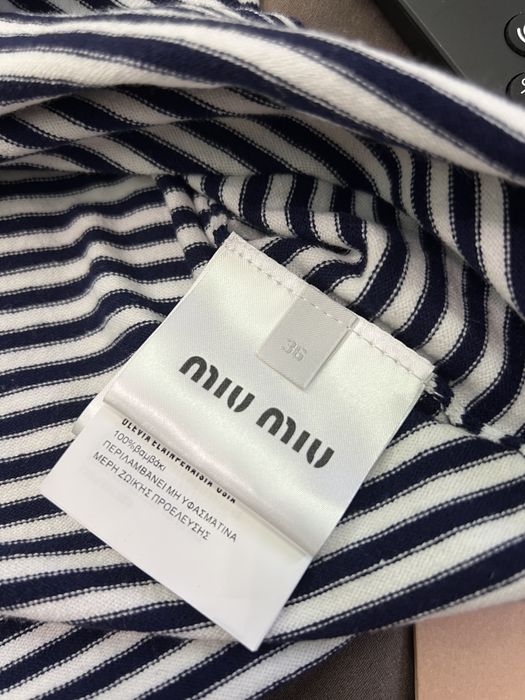 36
miu miu
100%βαμβάκι
ΠΕΡΙΛΑΜΒΑΝΕΙ ΜΗ ΥΦΑΣΜΑΤΙΝΑ
ΜΕΡΗ ΖΩΙΚΗΣ ΠΡΟΕΛΕΥΣΗΣ